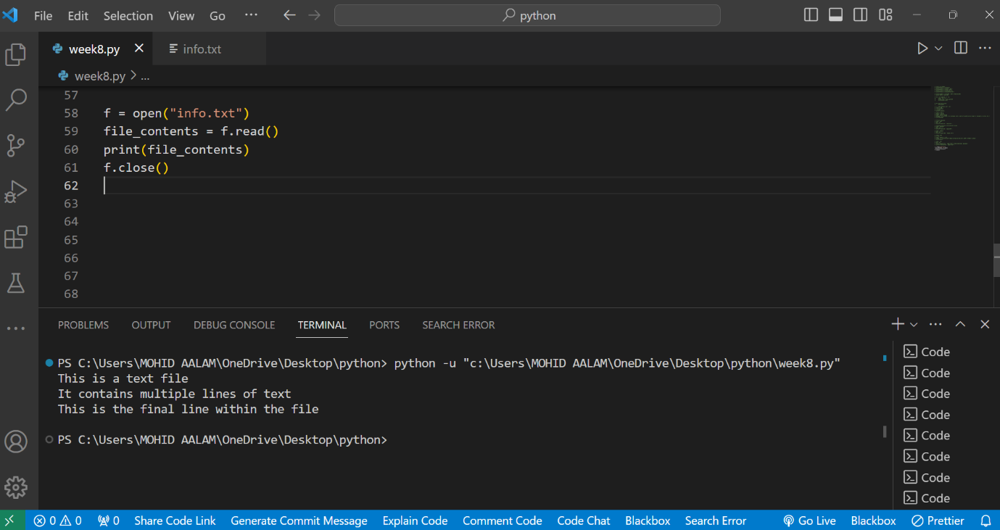 File Edit Selection View Go ··· python
week8.py info.txt
week8.py > ...
57
58 f = open("info.txt")
59 file_contents = f.read()
60 print(file_contents)
61 f.close()
62
63
64
65
66
67
68
PROBLEMS OUTPUT DEBUG CONSOLE TERMINAL PORTS SEARCH ERROR
PS C:\Users\MOHID AALAM\OneDrive\Desktop\python> python -u "c:\Users\MOHID AALAM\OneDrive\Desktop\python\week8.py"
This is a text file
It contains multiple lines of text
This is the final line within the file
PS C:\Users\MOHID AALAM\OneDrive\Desktop\python>
Code
Code
Code
Code
Code
Code
Code
Code
0 0 0 Share Code Link Generate Commit Message Explain Code Comment Code Code Chat Blackbox Search Error Go Live Blackbox Prettier